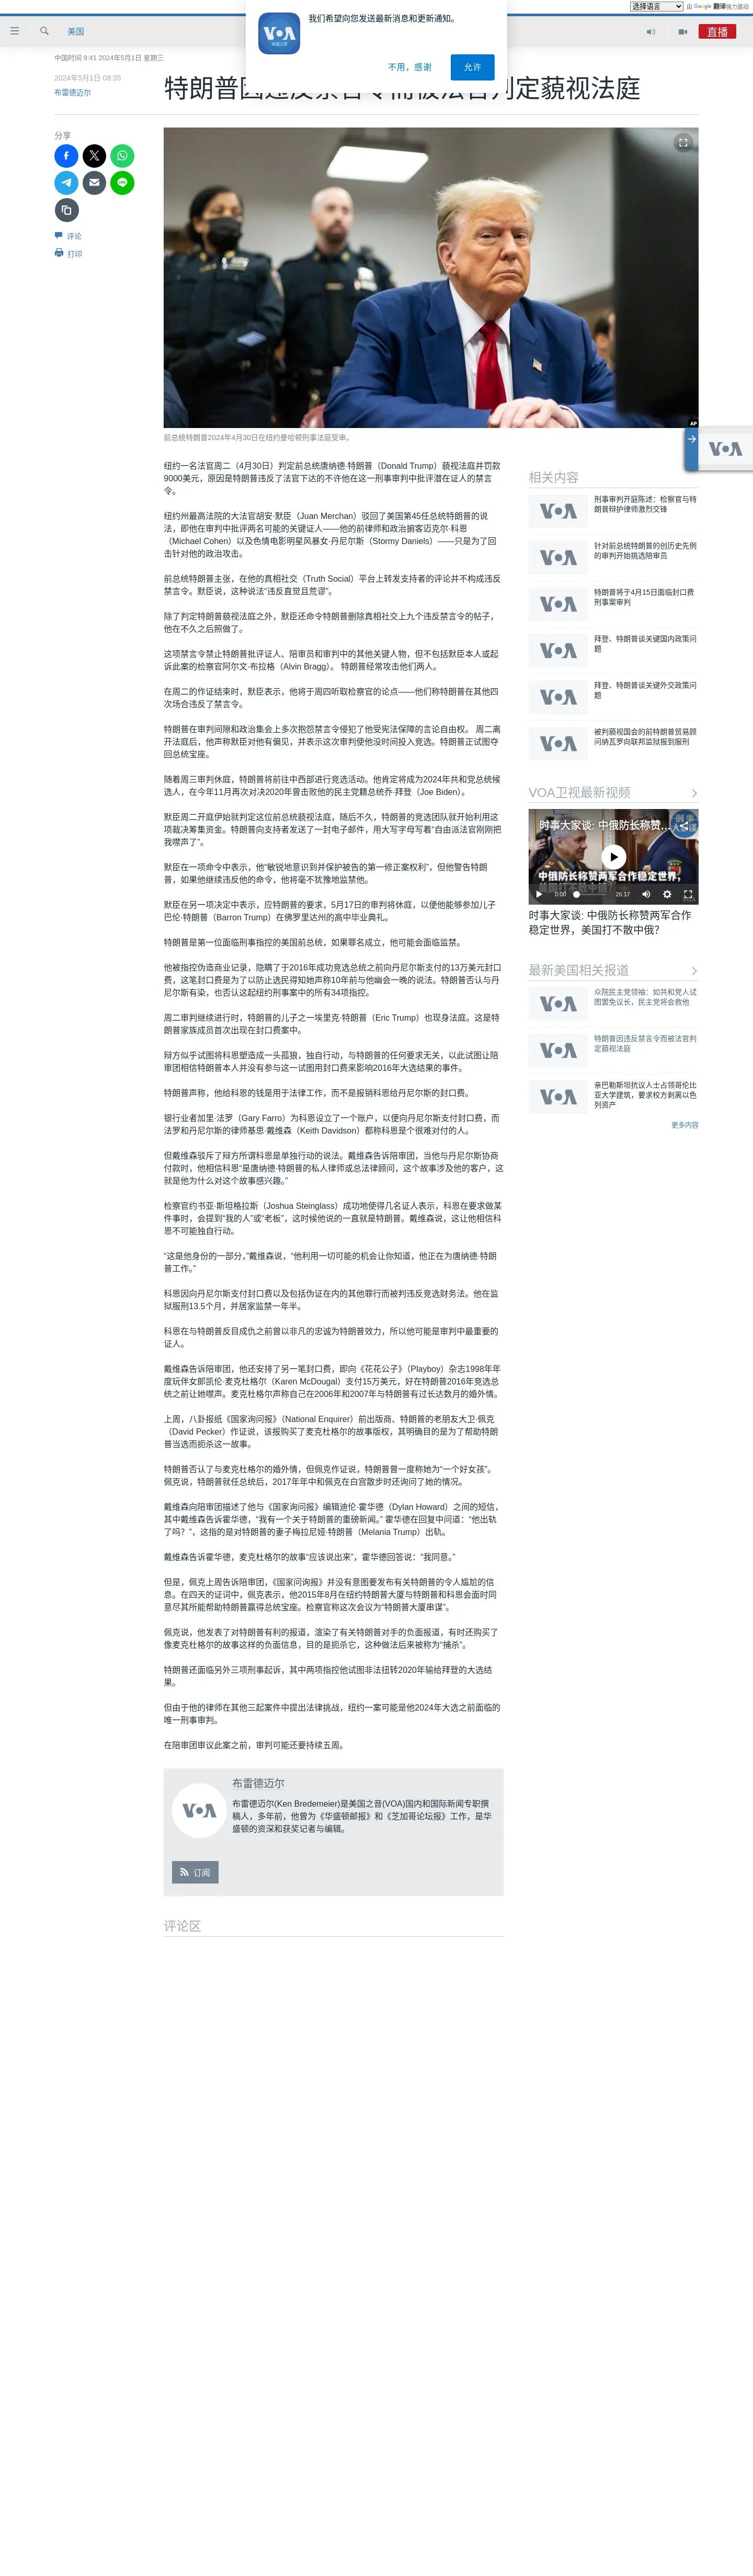 选择语言 由 Google 翻译强力驱动
我们希望向您发送最新消息和更新通知。
VOA
不用，感谢 允许
美国
直播
中国时间 9:41 2024年5月1日 星期三
2024年5月1日 08:35
布雷德迈尔
特朗普因违反禁言令而被法官判定藐视法庭
分享
评论
打印
AP
前总统特朗普2024年4月30日在纽约曼哈顿刑事法庭受审。
纽约一名法官周二（4月30日）判定前总统唐纳德·特朗普（Donald Trump）藐视法庭并罚款
9000美元，原因是特朗普违反了法官下达的不许他在这一刑事审判中批评潜在证人的禁言
令。
纽约州最高法院的大法官胡安·默臣（Juan Merchan）驳回了美国第45任总统特朗普的说
法，即他在审判中批评两名可能的关键证人——他的前律师和政治掮客迈克尔·科恩
（Michael Cohen）以及色情电影明星风暴女·丹尼尔斯（Stormy Daniels）——只是为了回
击针对他的政治攻击。
前总统特朗普主张，在他的真相社交（Truth Social）平台上转发支持者的评论并不构成违反
禁言令。默臣说，这种说法“违反直觉且荒谬”。
除了判定特朗普藐视法庭之外，默臣还命令特朗普删除真相社交上九个违反禁言令的帖子，
他在不久之后照做了。
这项禁言令禁止特朗普批评证人、陪审员和审判中的其他关键人物，但不包括默臣本人或起
诉此案的检察官阿尔文·布拉格（Alvin Bragg）。 特朗普经常攻击他们两人。
在周二的作证结束时，默臣表示，他将于周四听取检察官的论点——他们称特朗普在其他四
次场合违反了禁言令。
特朗普在审判间隙和政治集会上多次抱怨禁言令侵犯了他受宪法保障的言论自由权。 周二离
开法庭后，他声称默臣对他有偏见，并表示这次审判使他没时间投入竞选。特朗普正试图夺
回总统宝座。
随着周三审判休庭，特朗普将前往中西部进行竞选活动。他肯定将成为2024年共和党总统候
选人，在今年11月再次对决2020年曾击败他的民主党籍总统乔·拜登（Joe Biden）。
默臣周二开庭伊始就判定这位前总统藐视法庭，随后不久，特朗普的竞选团队就开始利用这
项裁决筹集资金。特朗普向支持者发送了一封电子邮件，用大写字母写着“自由派法官刚刚把
我噤声了”。
默臣在一项命令中表示，他“敏锐地意识到并保护被告的第一修正案权利”，但他警告特朗
普，如果他继续违反他的命令，他将毫不犹豫地监禁他。
默臣在另一项决定中表示，应特朗普的要求，5月17日的审判将休庭，以便他能够参加儿子
巴伦·特朗普（Barron Trump）在佛罗里达州的高中毕业典礼。
特朗普是第一位面临刑事指控的美国前总统，如果罪名成立，他可能会面临监禁。
他被指控伪造商业记录，隐瞒了于2016年成功竞选总统之前向丹尼尔斯支付的13万美元封口
费，这笔封口费是为了以防止选民得知她声称10年前与他幽会一晚的说法。特朗普否认与丹
尼尔斯有染，也否认这起纽约刑事案中的所有34项指控。
周二审判继续进行时，特朗普的儿子之一埃里克·特朗普（Eric Trump）也现身法庭。这是特
朗普家族成员首次出现在封口费案中。
辩方似乎试图将科恩塑造成一头孤狼，独自行动，与特朗普的任何要求无关，以此试图让陪
审团相信特朗普本人并没有参与这一试图用封口费来影响2016年大选结果的事件。
特朗普声称，他给科恩的钱是用于法律工作，而不是报销科恩给丹尼尔斯的封口费。
银行业者加里·法罗（Gary Farro）为科恩设立了一个账户，以便向丹尼尔斯支付封口费，而
法罗和丹尼尔斯的律师基思·戴维森（Keith Davidson）都称科恩是个很难对付的人。
但戴维森驳斥了辩方所谓科恩是单独行动的说法。戴维森告诉陪审团，当他与丹尼尔斯协商
付款时，他相信科恩“是唐纳德·特朗普的私人律师或总法律顾问，这个故事涉及他的客户，这
就是他为什么对这个故事感兴趣。”
检察官约书亚·斯坦格拉斯（Joshua Steinglass）成功地使得几名证人表示，科恩在要求做某
件事时，会提到“我的人”或“老板”，这时候他说的一直就是特朗普。戴维森说，这让他相信科
恩不可能独自行动。
“这是他身份的一部分，”戴维森说，“他利用一切可能的机会让你知道，他正在为唐纳德·特朗
普工作。”
科恩因向丹尼尔斯支付封口费以及包括伪证在内的其他罪行而被判违反竞选财务法。他在监
狱服刑13.5个月，并居家监禁一年半。
科恩在与特朗普反目成仇之前曾以非凡的忠诚为特朗普效力，所以他可能是审判中最重要的
证人。
戴维森告诉陪审团，他还安排了另一笔封口费，即向《花花公子》（Playboy）杂志1998年年
度玩伴女郎凯伦·麦克杜格尔（Karen McDougal）支付15万美元，好在特朗普2016年竞选总
统之前让她噤声。麦克杜格尔声称自己在2006年和2007年与特朗普有过长达数月的婚外情。
上周，八卦报纸《国家询问报》（National Enquirer）前出版商、特朗普的老朋友大卫·佩克
（David Pecker）作证说，该报购买了麦克杜格尔的故事版权，其明确目的是为了帮助特朗
普当选而扼杀这一故事。
特朗普否认了与麦克杜格尔的婚外情，但佩克作证说，特朗普曾一度称她为“一个好女孩”。
佩克说，特朗普就任总统后，2017年年中和佩克在白宫散步时还询问了她的情况。
戴维森向陪审团描述了他与《国家询问报》编辑迪伦·霍华德（Dylan Howard）之间的短信，
其中戴维森告诉霍华德，“我有一个关于特朗普的重磅新闻。” 霍华德在回复中问道：“他出轨
了吗？”，这指的是对特朗普的妻子梅拉尼娅·特朗普（Melania Trump）出轨。
戴维森告诉霍华德，麦克杜格尔的故事“应该说出来”，霍华德回答说：“我同意。”
但是，佩克上周告诉陪审团，《国家问询报》并没有意图要发布有关特朗普的令人尴尬的信
息。在四天的证词中，佩克表示，他2015年8月在纽约特朗普大厦与特朗普和科恩会面时同
意尽其所能帮助特朗普赢得总统宝座。检察官称这次会议为“特朗普大厦串谋”。
佩克说，他发表了对特朗普有利的报道，渲染了有关特朗普对手的负面报道，有时还购买了
像麦克杜格尔的故事这样的负面信息，目的是扼杀它，这种做法后来被称为“捕杀”。
特朗普还面临另外三项刑事起诉，其中两项指控他试图非法扭转2020年输给拜登的大选结
果。
但由于他的律师在其他三起案件中提出法律挑战，纽约一案可能是他2024年大选之前面临的
唯一刑事审判。
在陪审团审议此案之前，审判可能还要持续五周。
VOA
布雷德迈尔
布雷德迈尔(Ken Bredemeier)是美国之音(VOA)国内和国际新闻专职撰
稿人，多年前，他曾为《华盛顿邮报》和《芝加哥论坛报》工作，是华
盛顿的资深和获奖记者与编辑。
订阅
评论区
VOA
相关内容
VOA
刑事审判开庭陈述：检察官与特
朗普辩护律师激烈交锋
VOA
针对前总统特朗普的创历史先例
的审判开始挑选陪审员
VOA
特朗普将于4月15日面临封口费
刑事案审判
VOA
拜登、特朗普谈关键国内政策问
题
VOA
拜登、特朗普谈关键外交政策问
题
VOA
被判藐视国会的前特朗普贸易顾
问纳瓦罗向联邦监狱报到服刑
VOA卫视最新视频
时事大家谈: 中俄防长称赞…
中俄防长称赞两军合作稳定世界，
0:00 26:17
时事大家谈: 中俄防长称赞两军合作
稳定世界，美国打不散中俄？
最新美国相关报道
VOA
众院民主党领袖：如共和党人试
图罢免议长，民主党将会救他
VOA
特朗普因违反禁言令而被法官判
定藐视法庭
VOA
亲巴勒斯坦抗议人士占领哥伦比
亚大学建筑，要求校方剥离以色
列资产
更多内容